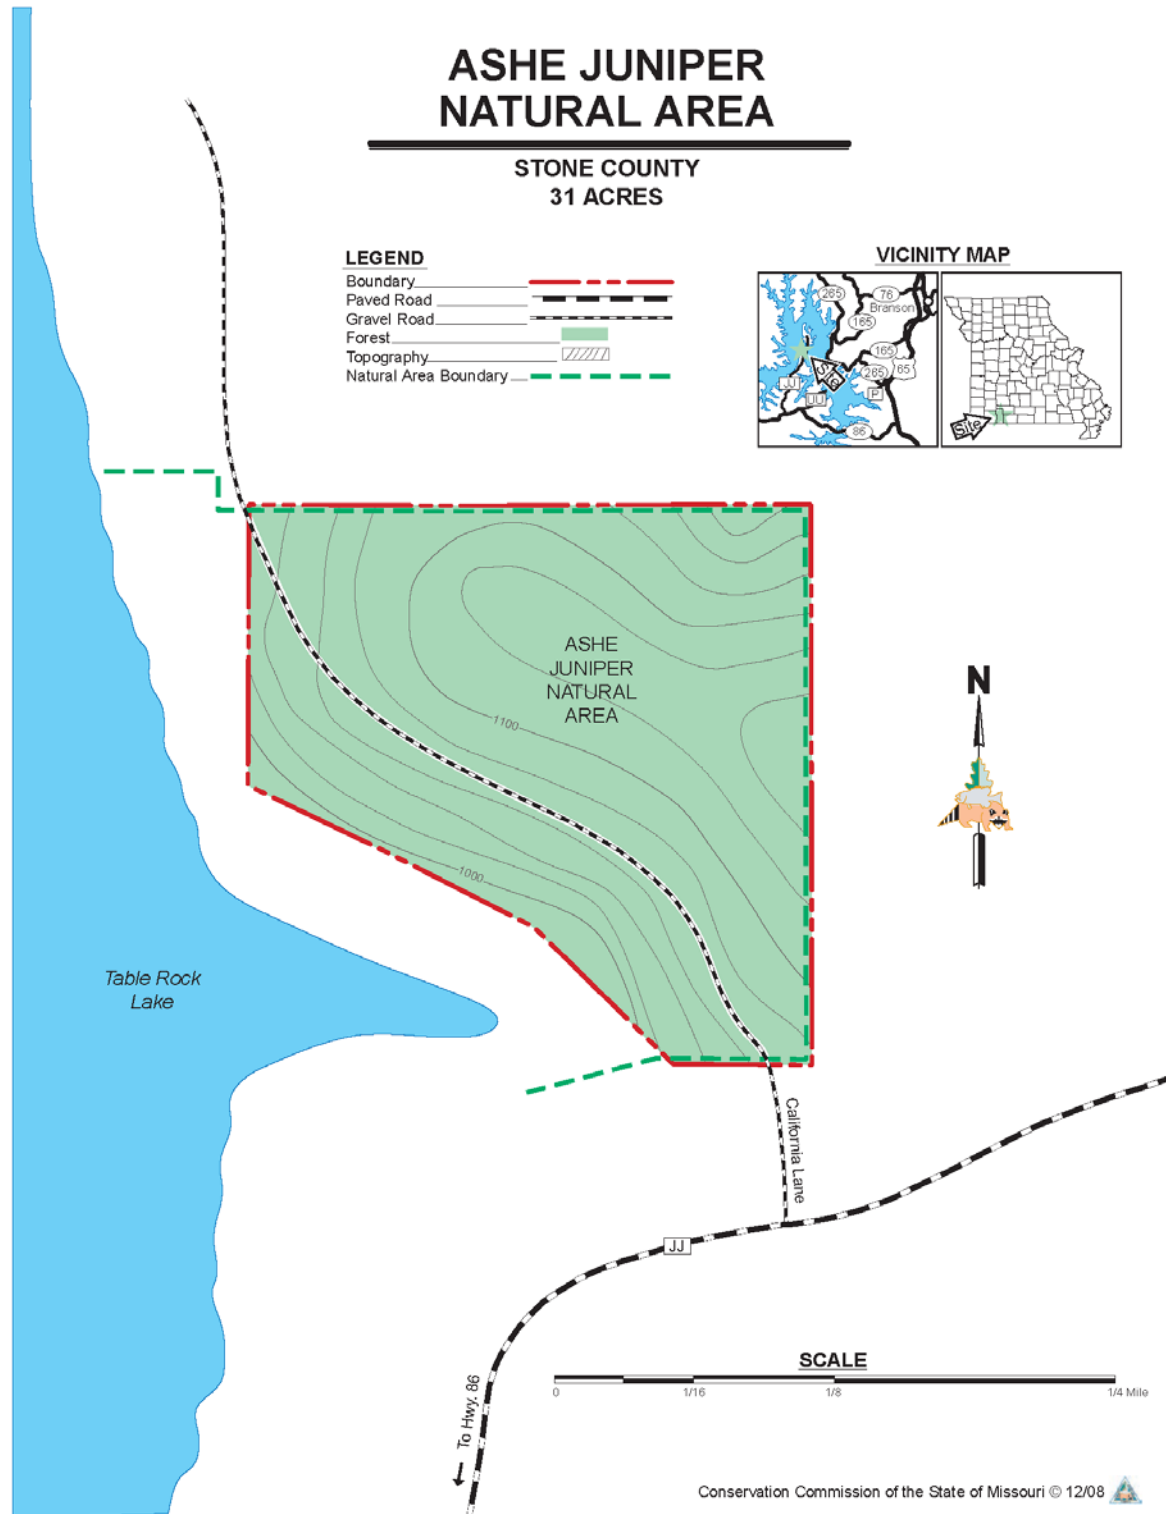 ASHE JUNIPER
NATURAL AREA
STONE COUNTY
31 ACRES
LEGEND
Boundary
Paved Road
Gravel Road
Forest
Topography
Natural Area Boundary
VICINITY MAP
265
76
Branson
165
165
265
65
Site
JJ
UU
P
86
Site
ASHE
JUNIPER
NATURAL
AREA
1100
1000
N
Table Rock
Lake
California Lane
JJ
To Hwy. 86
SCALE
0 1/16 1/8 1/4 Mile
Conservation Commission of the State of Missouri © 12/08